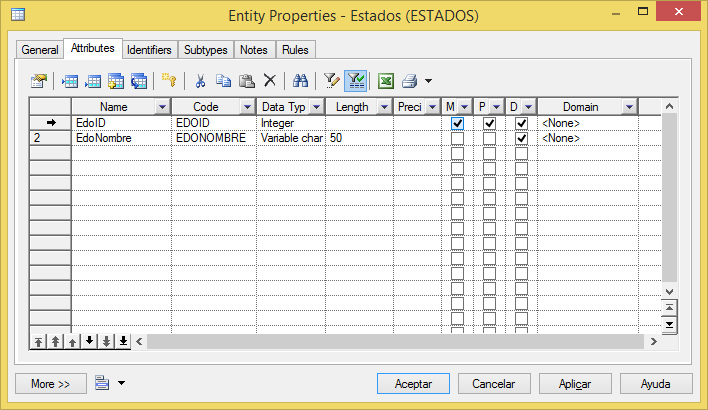 Entity Properties - Estados (ESTADOS)
General Attributes Identifiers Subtypes Notes Rules
Name Code Data Typ Length Preci M P D Domain
EdoID EDOID Integer <None>
2 EdoNombre EDONOMBRE Variable char 50 <None>
More >> Aceptar Cancelar Aplicar Ayuda